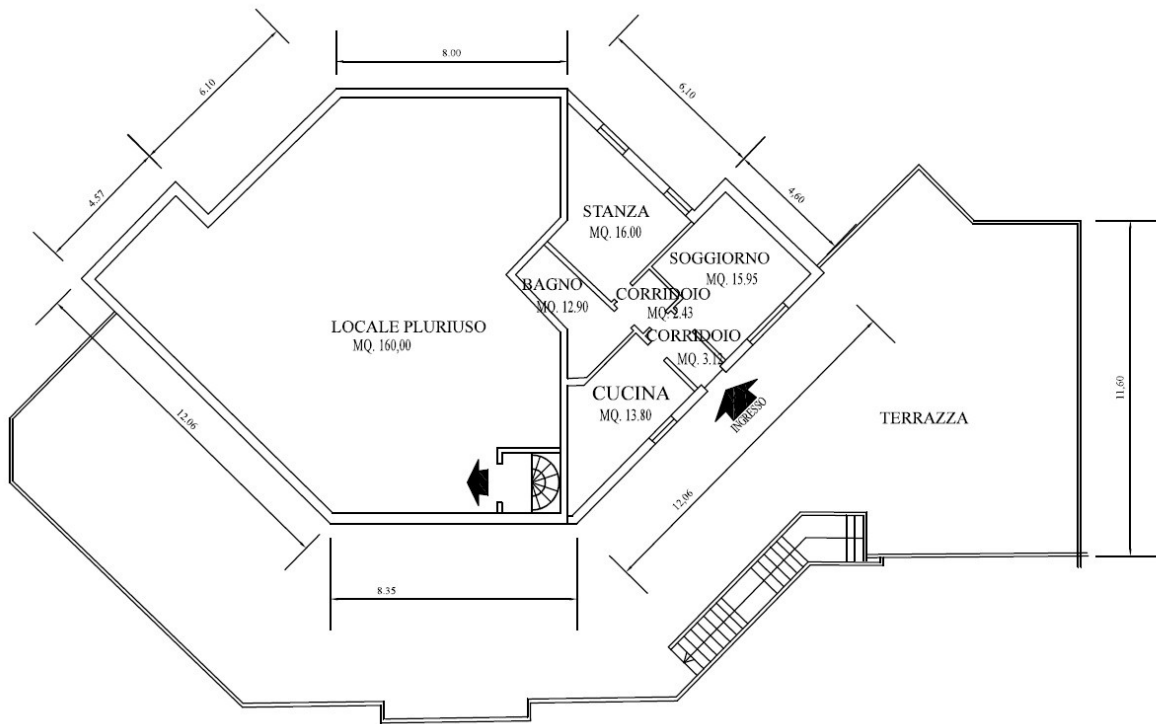 8.00
6,10
6,10
4,57
4,60
STANZA
MQ. 16.00
SOGGIORNO
MQ. 15.95
BAGNO
MQ. 12.90
CORRIDOIO
MQ. 2.43
LOCALE PLURIUSO
MQ. 160,00
CORRIDOIO
MQ. 3.12
CUCINA
MQ. 13.80
INGRESSO
TERRAZZA
11,60
12.06
12,06
8.35